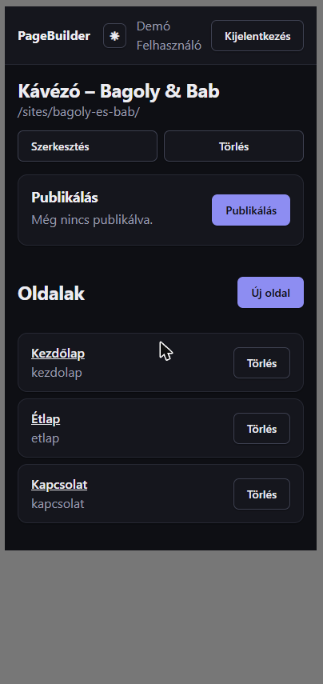 PageBuilder
Demó
Felhasználó
Kijelentkezés
Kávézó – Bagoly & Bab
/sites/bagoly-es-bab/
Szerkesztés
Törlés
Publikálás
Még nincs publikálva.
Publikálás
Oldalak
Új oldal
Kezdőlap
kezdolap
Törlés
Étlap
etlap
Törlés
Kapcsolat
kapcsolat
Törlés